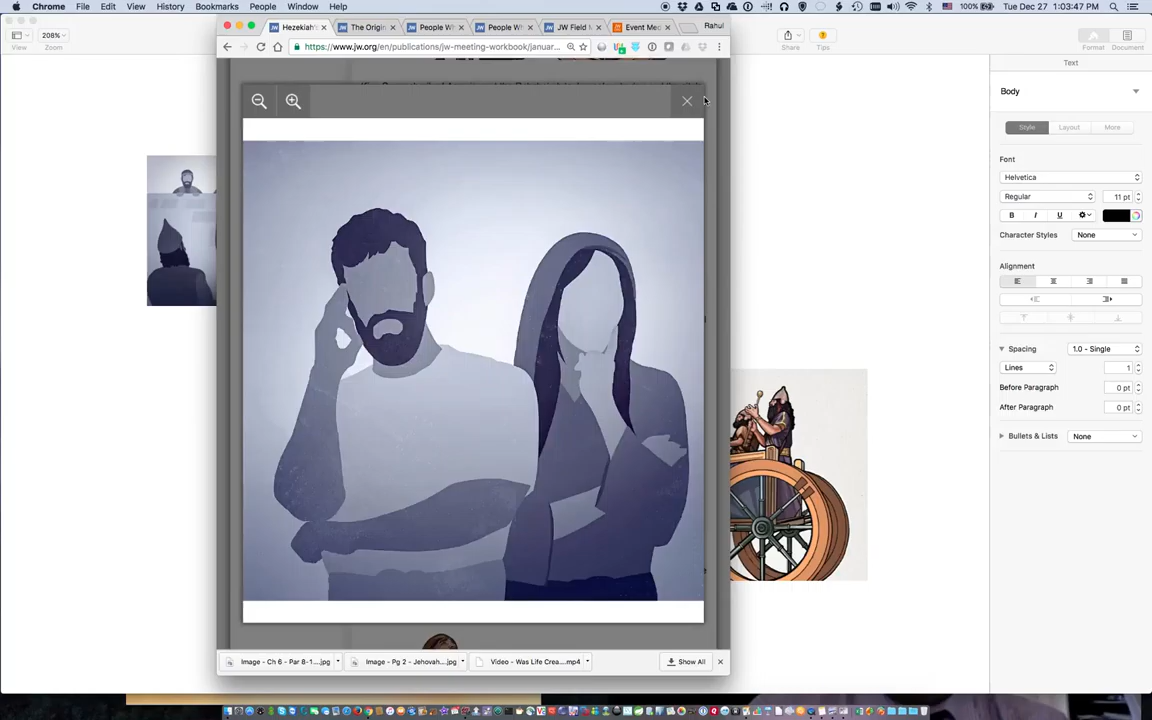 Chrome File Edit View History Bookmarks People Window Help 100% Tue Dec 27 1:03:47 PM
208%
View Zoom
Hezekiah's The Origin People W People W JW Field M Event Med Rahul
https://www.jw.org/en/publications/jw-meeting-workbook/januar...
Share Tips
Format Document
Text
Body
Style Layout More
Font
Helvetica
Regular 11 pt
B I U
Character Styles None
Alignment
Spacing 1.0 - Single
Lines 1
Before Paragraph 0 pt
After Paragraph 0 pt
Bullets & Lists None
Image - Ch 6 - Par 8-1....jpg Image - Pg 2 - Jehovah....jpg Video - Was Life Crea....mp4 Show All